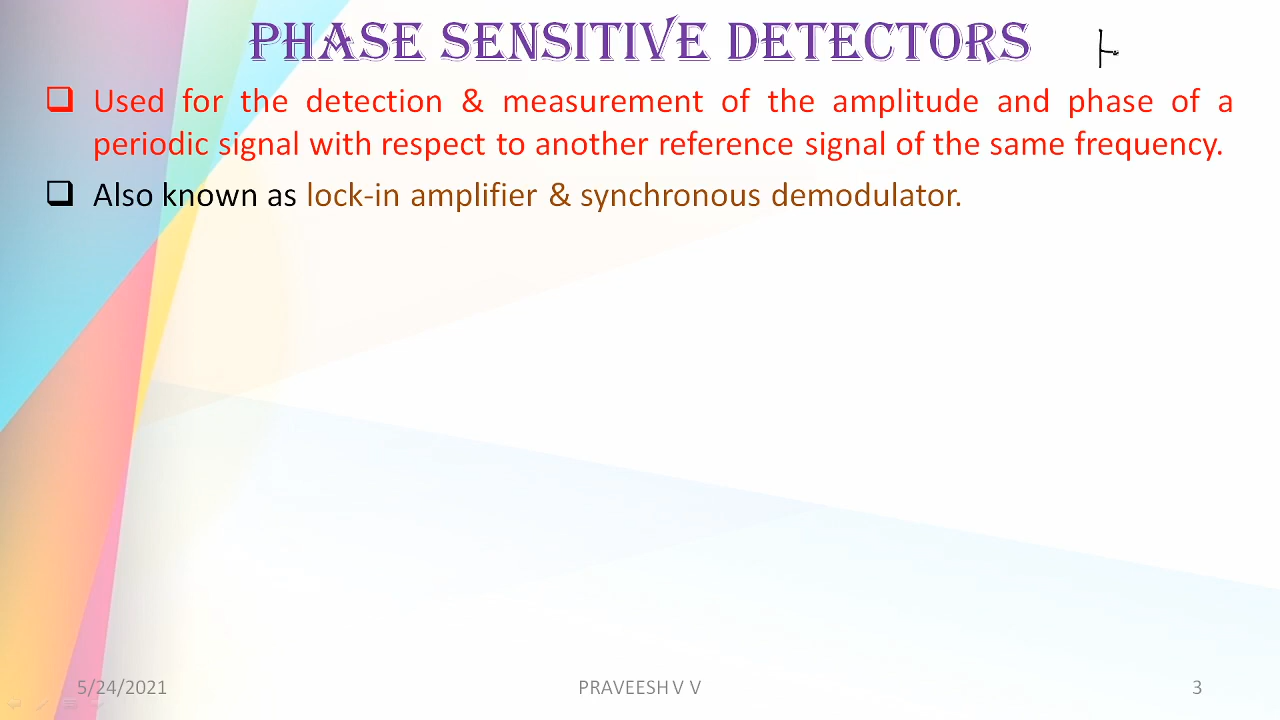 PHASE SENSITIVE DETECTORS
❑ Used for the detection & measurement of the amplitude and phase of a
periodic signal with respect to another reference signal of the same frequency.
❑ Also known as lock-in amplifier & synchronous demodulator.
5/24/2021 PRAVEESH V V 3